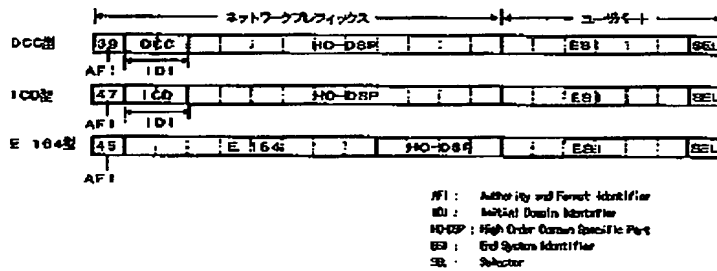 ネットワークプレフィックス ユーザパート
DCC型 39 DCC HO-DSP ESI SEL
AFI IDI
ICD型 47 ICD HO-DSP ESI SEL
AFI IDI
E 164型 45 E 164 HO-DSP ESI SEL
AFI
AFI : Authority and Format Identifier
IDI : Initial Domain Identifier
HO-DSP : High Order Domain Specific Part
ESI : End System Identifier
SEL : Selector